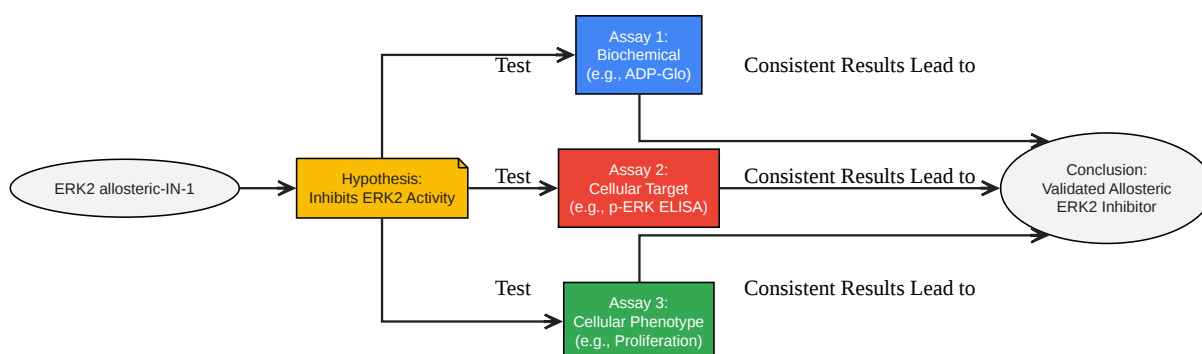 ERK2 allosteric-IN-1
Hypothesis:
Inhibits ERK2 Activity
Test
Assay 1:
Biochemical
(e.g., ADP-Glo)
Consistent Results Lead to
Test
Assay 2:
Cellular Target
(e.g., p-ERK ELISA)
Consistent Results Lead to
Test
Assay 3:
Cellular Phenotype
(e.g., Proliferation)
Consistent Results Lead to
Conclusion:
Validated Allosteric
ERK2 Inhibitor